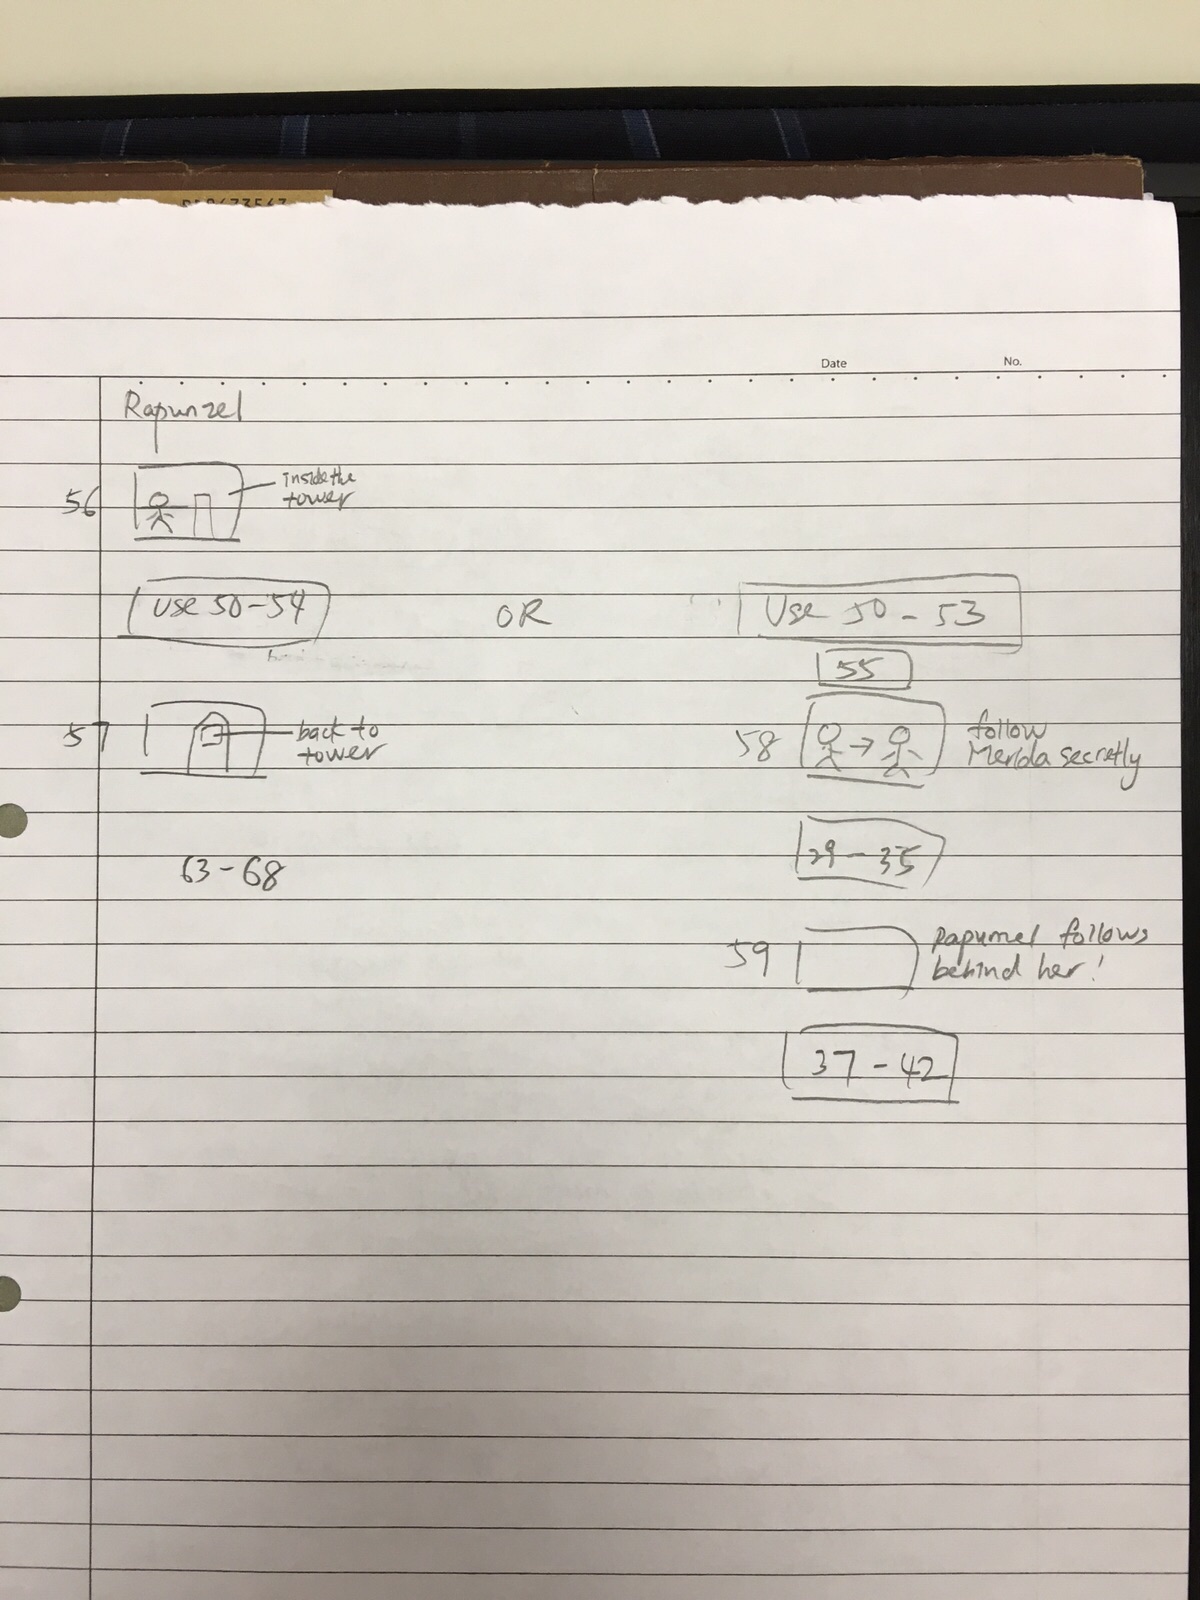 Date No.
Rapunzel
56
inside the
tower
Use 50-54 OR Use 50-53
55
57
back to
tower
58
follow
Merida secretly
63-68
29-35
59
Rapunzel follows
behind her!
37-42